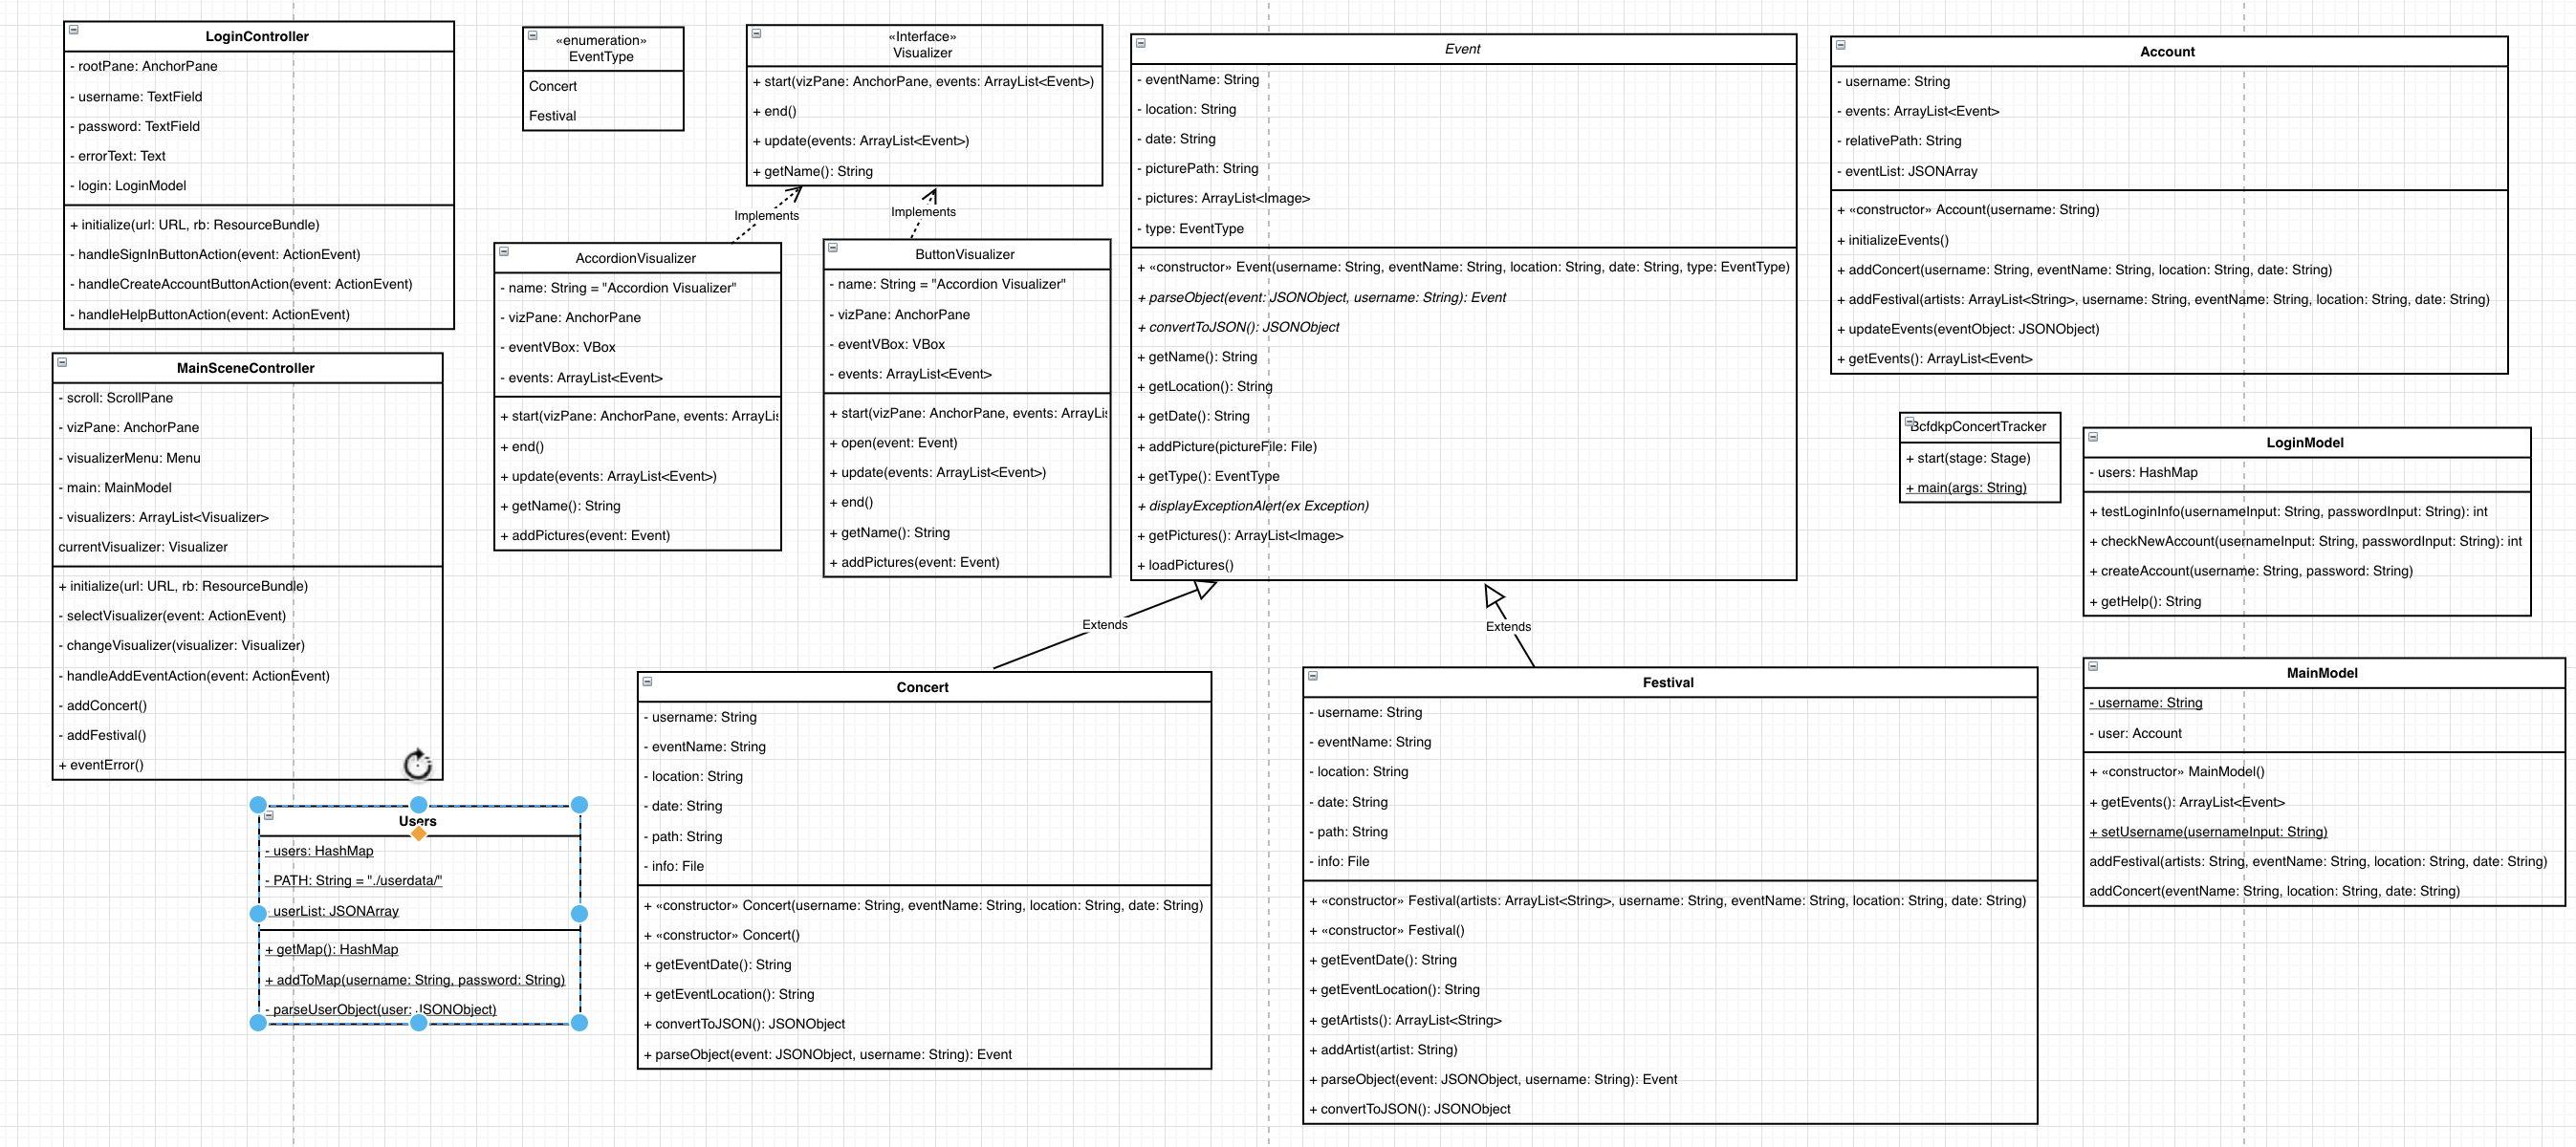 LoginController
- rootPane: AnchorPane
- username: TextField
- password: TextField
- errorText: Text
- login: LoginModel
+ initialize(url: URL, rb: ResourceBundle)
- handleSignInButtonAction(event: ActionEvent)
- handleCreateAccountButtonAction(event: ActionEvent)
- handleHelpButtonAction(event: ActionEvent)
«enumeration»
EventType
Concert
Festival
«Interface»
Visualizer
+ start(vizPane: AnchorPane, events: ArrayList<Event>)
+ end()
+ update(events: ArrayList<Event>)
+ getName(): String
Implements
Implements
Event
- eventName: String
- location: String
- date: String
- picturePath: String
- pictures: ArrayList<Image>
- type: EventType
+ «constructor» Event(username: String, eventName: String, location: String, date: String, type: EventType)
+ parseObject(event: JSONObject, username: String): Event
+ convertToJSON(): JSONObject
+ getName(): String
+ getLocation(): String
+ getDate(): String
+ addPicture(pictureFile: File)
+ getType(): EventType
+ displayExceptionAlert(ex Exception)
+ getPictures(): ArrayList<Image>
+ loadPictures()
Account
- username: String
- events: ArrayList<Event>
- relativePath: String
- eventList: JSONArray
+ «constructor» Account(username: String)
+ initializeEvents()
+ addConcert(username: String, eventName: String, location: String, date: String)
+ addFestival(artists: ArrayList<String>, username: String, eventName: String, location: String, date: String)
+ updateEvents(eventObject: JSONObject)
+ getEvents(): ArrayList<Event>
AccordionVisualizer
- name: String = "Accordion Visualizer"
- vizPane: AnchorPane
- eventVBox: VBox
- events: ArrayList<Event>
+ start(vizPane: AnchorPane, events: ArrayLis
+ end()
+ update(events: ArrayList<Event>)
+ getName(): String
+ addPictures(event: Event)
ButtonVisualizer
- name: String = "Accordion Visualizer"
- vizPane: AnchorPane
- eventVBox: VBox
- events: ArrayList<Event>
+ start(vizPane: AnchorPane, events: ArrayLis
+ open(event: Event)
+ update(events: ArrayList<Event>)
+ end()
+ getName(): String
+ addPictures(event: Event)
MainSceneController
- scroll: ScrollPane
- vizPane: AnchorPane
- visualizerMenu: Menu
- main: MainModel
- visualizers: ArrayList<Visualizer>
currentVisualizer: Visualizer
+ initialize(url: URL, rb: ResourceBundle)
- selectVisualizer(event: ActionEvent)
- changeVisualizer(visualizer: Visualizer)
- handleAddEventAction(event: ActionEvent)
- addConcert()
- addFestival()
+ eventError()
BcfdkpConcertTracker
+ start(stage: Stage)
+ main(args: String)
LoginModel
- users: HashMap
+ testLoginInfo(usernameInput: String, passwordInput: String): int
+ checkNewAccount(usernameInput: String, passwordInput: String): int
+ createAccount(username: String, password: String)
+ getHelp(): String
Extends
Extends
Concert
- username: String
- eventName: String
- location: String
- date: String
- path: String
- info: File
+ «constructor» Concert(username: String, eventName: String, location: String, date: String)
+ «constructor» Concert()
+ getEventDate(): String
+ getEventLocation(): String
+ convertToJSON(): JSONObject
+ parseObject(event: JSONObject, username: String): Event
Festival
- username: String
- eventName: String
- location: String
- date: String
- path: String
- info: File
+ «constructor» Festival(artists: ArrayList<String>, username: String, eventName: String, location: String, date: String)
+ «constructor» Festival()
+ getEventDate(): String
+ getEventLocation(): String
+ getArtists(): ArrayList<String>
+ addArtist(artist: String)
+ parseObject(event: JSONObject, username: String): Event
+ convertToJSON(): JSONObject
MainModel
- username: String
- user: Account
+ «constructor» MainModel()
+ getEvents(): ArrayList<Event>
+ setUsername(usernameInput: String)
addFestival(artists: String, eventName: String, location: String, date: String)
addConcert(eventName: String, location: String, date: String)
Users
- users: HashMap
- PATH: String = "./userdata/"
userList: JSONArray
+ getMap(): HashMap
+ addToMap(username: String, password: String)
- parseUserObject(user: JSONObject)